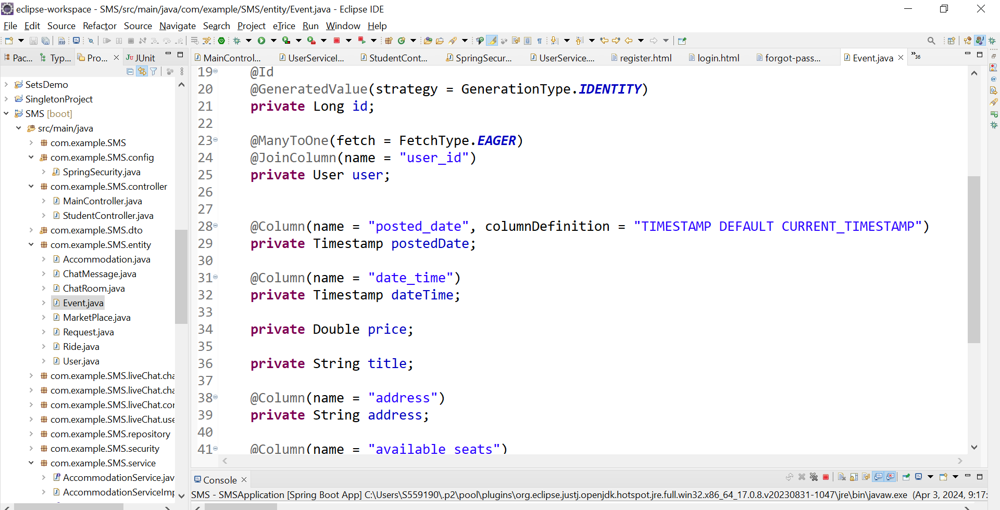 eclipse-workspace - SMS/src/main/java/com/example/SMS/entity/Event.java - Eclipse IDE
File Edit Source Refactor Source Navigate Search Project eTrice Run Window Help
Pac... Typ... Pro... JUnit
MainControl... UserServiceI... StudentCont... SpringSecur... UserService.... register.html login.html forgot-pass... Event.java »36
SetsDemo
SingletonProject
SMS [boot]
src/main/java
com.example.SMS
com.example.SMS.config
SpringSecurity.java
com.example.SMS.controller
MainController.java
StudentController.java
com.example.SMS.dto
com.example.SMS.entity
Accommodation.java
ChatMessage.java
ChatRoom.java
Event.java
MarketPlace.java
Request.java
Ride.java
User.java
com.example.SMS.liveChat.cha
com.example.SMS.liveChat.cha
com.example.SMS.liveChat.cor
com.example.SMS.liveChat.use
com.example.SMS.repository
com.example.SMS.security
com.example.SMS.service
AccommodationService.jav
AccommodationServiceImp
19 @Id
20 @GeneratedValue(strategy = GenerationType.IDENTITY)
21 private Long id;
22
23 @ManyToOne(fetch = FetchType.EAGER)
24 @JoinColumn(name = "user_id")
25 private User user;
26
27
28 @Column(name = "posted_date", columnDefinition = "TIMESTAMP DEFAULT CURRENT_TIMESTAMP")
29 private Timestamp postedDate;
30
31 @Column(name = "date_time")
32 private Timestamp dateTime;
33
34 private Double price;
35
36 private String title;
37
38 @Column(name = "address")
39 private String address;
40
41 @Column(name = "available_seats")
Console
SMS - SMSApplication [Spring Boot App] C:\Users\S559190\.p2\pool\plugins\org.eclipse.justj.openjdk.hotspot.jre.full.win32.x86_64_17.0.8.v20230831-1047\jre\bin\javaw.exe (Apr 3, 2024, 9:17: